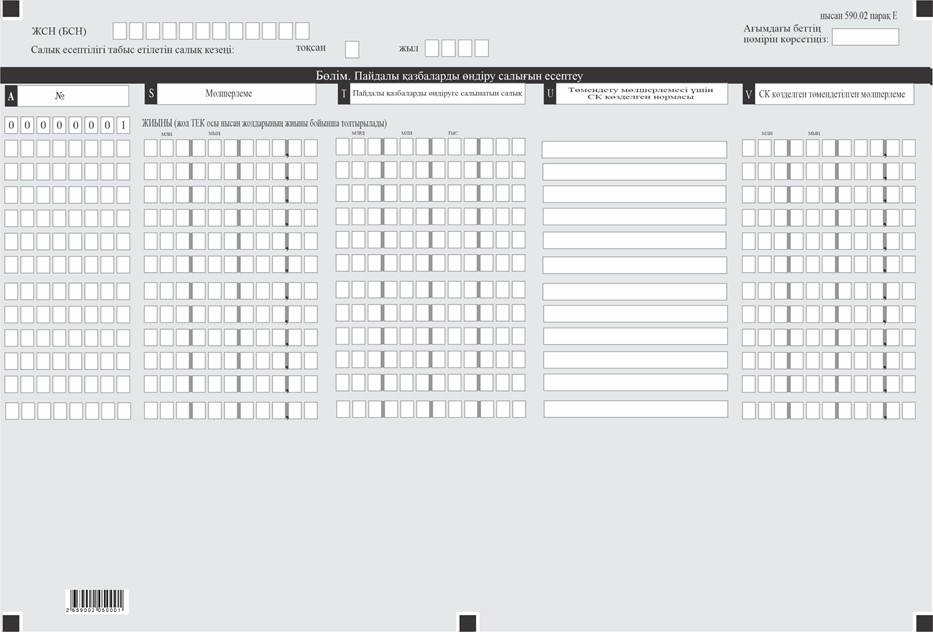 нысан 590.02 парақ Е
ЖСН (БСН)
Ағымдағы беттің
нөмірін көрсетіңіз:
Салық есептілігі табыс етілетін салық кезеңі: тоқсан жыл
Бөлім. Пайдалы қазбаларды өндіру салығын есептеу
A № S Мөлшерлеме T Пайдалы қазбаларды өндіруге салынатын салық U Төмендету мөлшерлемесі үшін
СК көзделген нормасы
V СК көзделген төмендетілген мөлшерлеме
0 0 0 0 0 0 0 1 ЖИЫНЫ (жол ТЕК осы нысан жолдарының жиыны бойынша толтырылады)
млн мың млрд млн тыс млн мың
2 659002 050001